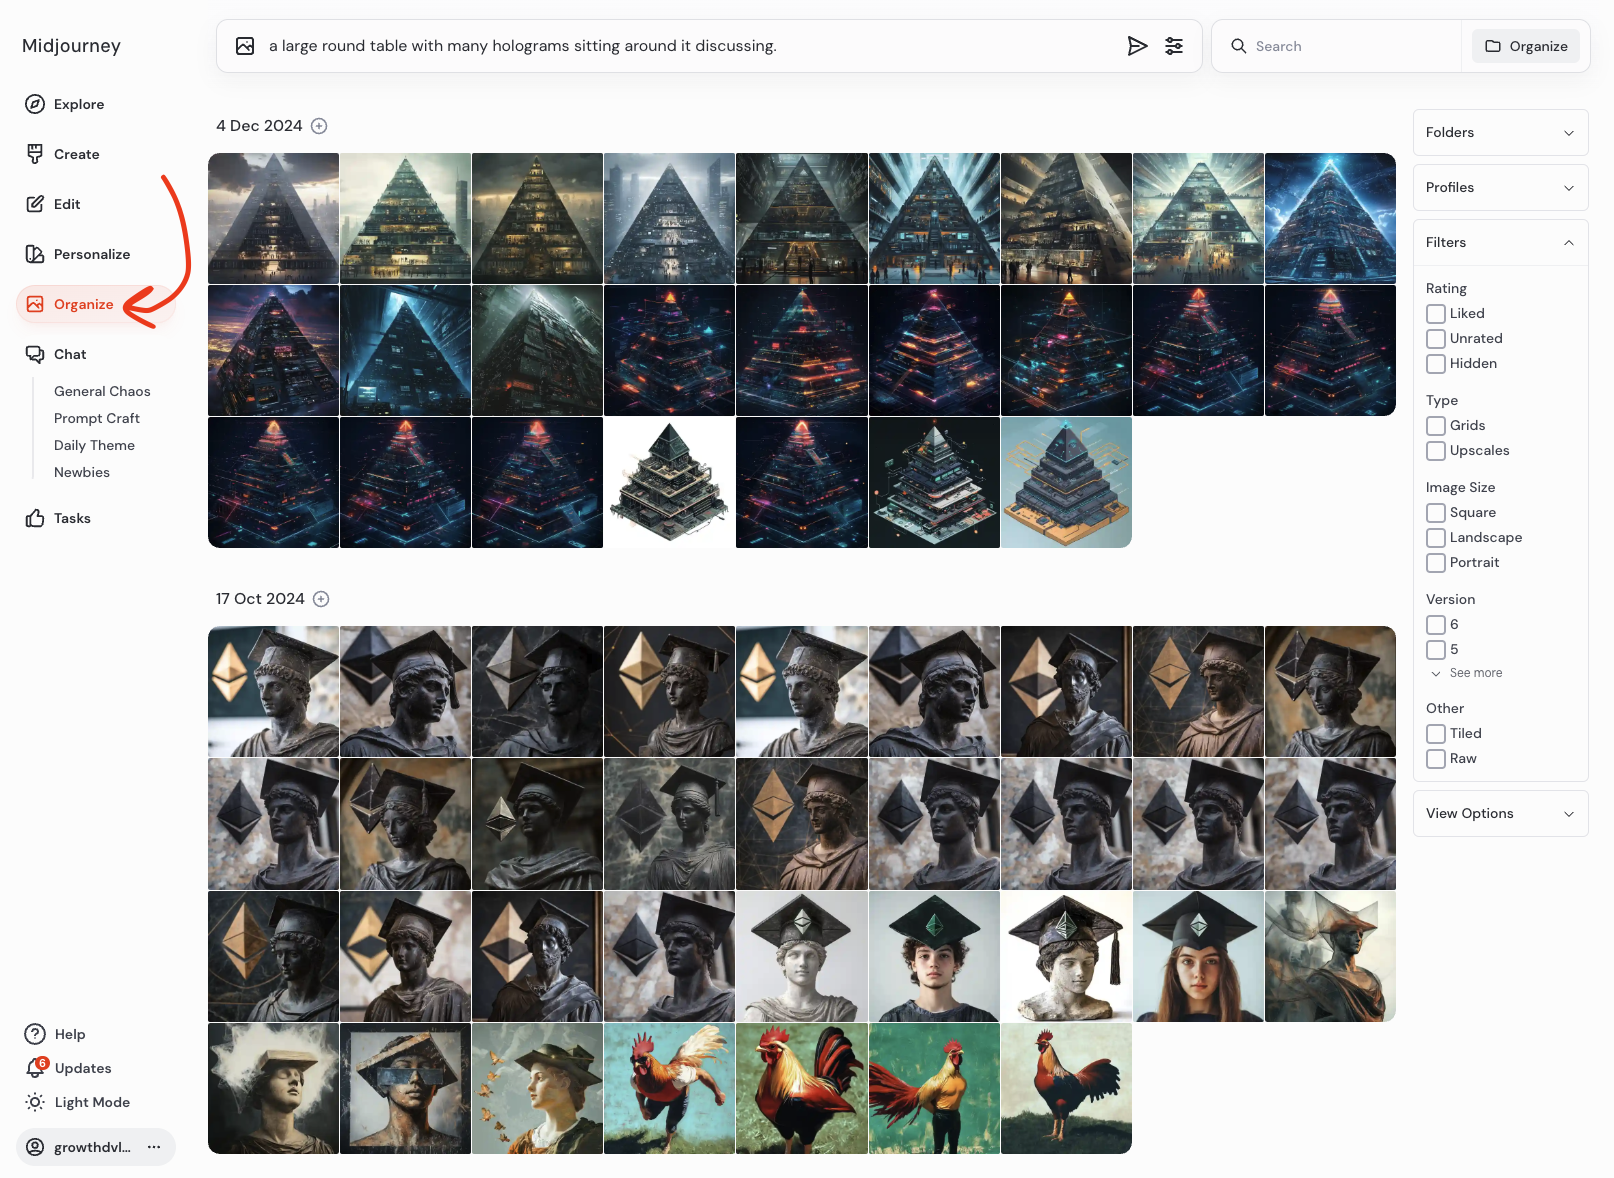 Midjourney
a large round table with many holograms sitting around it discussing.
Search
Organize
Explore
Create
Edit
Personalize
Organize
Chat
General Chaos
Prompt Craft
Daily Theme
Newbies
Tasks
Help
6
Updates
Light Mode
growthdvl...
4 Dec 2024
17 Oct 2024
Folders
Profiles
Filters
Rating
Liked
Unrated
Hidden
Type
Grids
Upscales
Image Size
Square
Landscape
Portrait
Version
6
5
See more
Other
Tiled
Raw
View Options